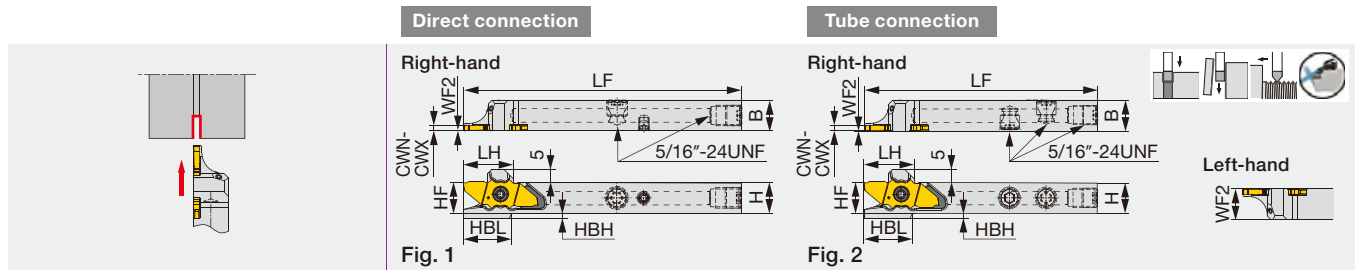 Direct connection
Tube connection
Right-hand
LF
WF2
B
CWN-
CWX
5/16"-24UNF
LH
5
HF
H
HBL
HBH
Fig. 1
Right-hand
LF
WF2
B
CWN-
CWX
5/16"-24UNF
LH
5
HF
H
HBL
HBH
Fig. 2
Left-hand
WF2